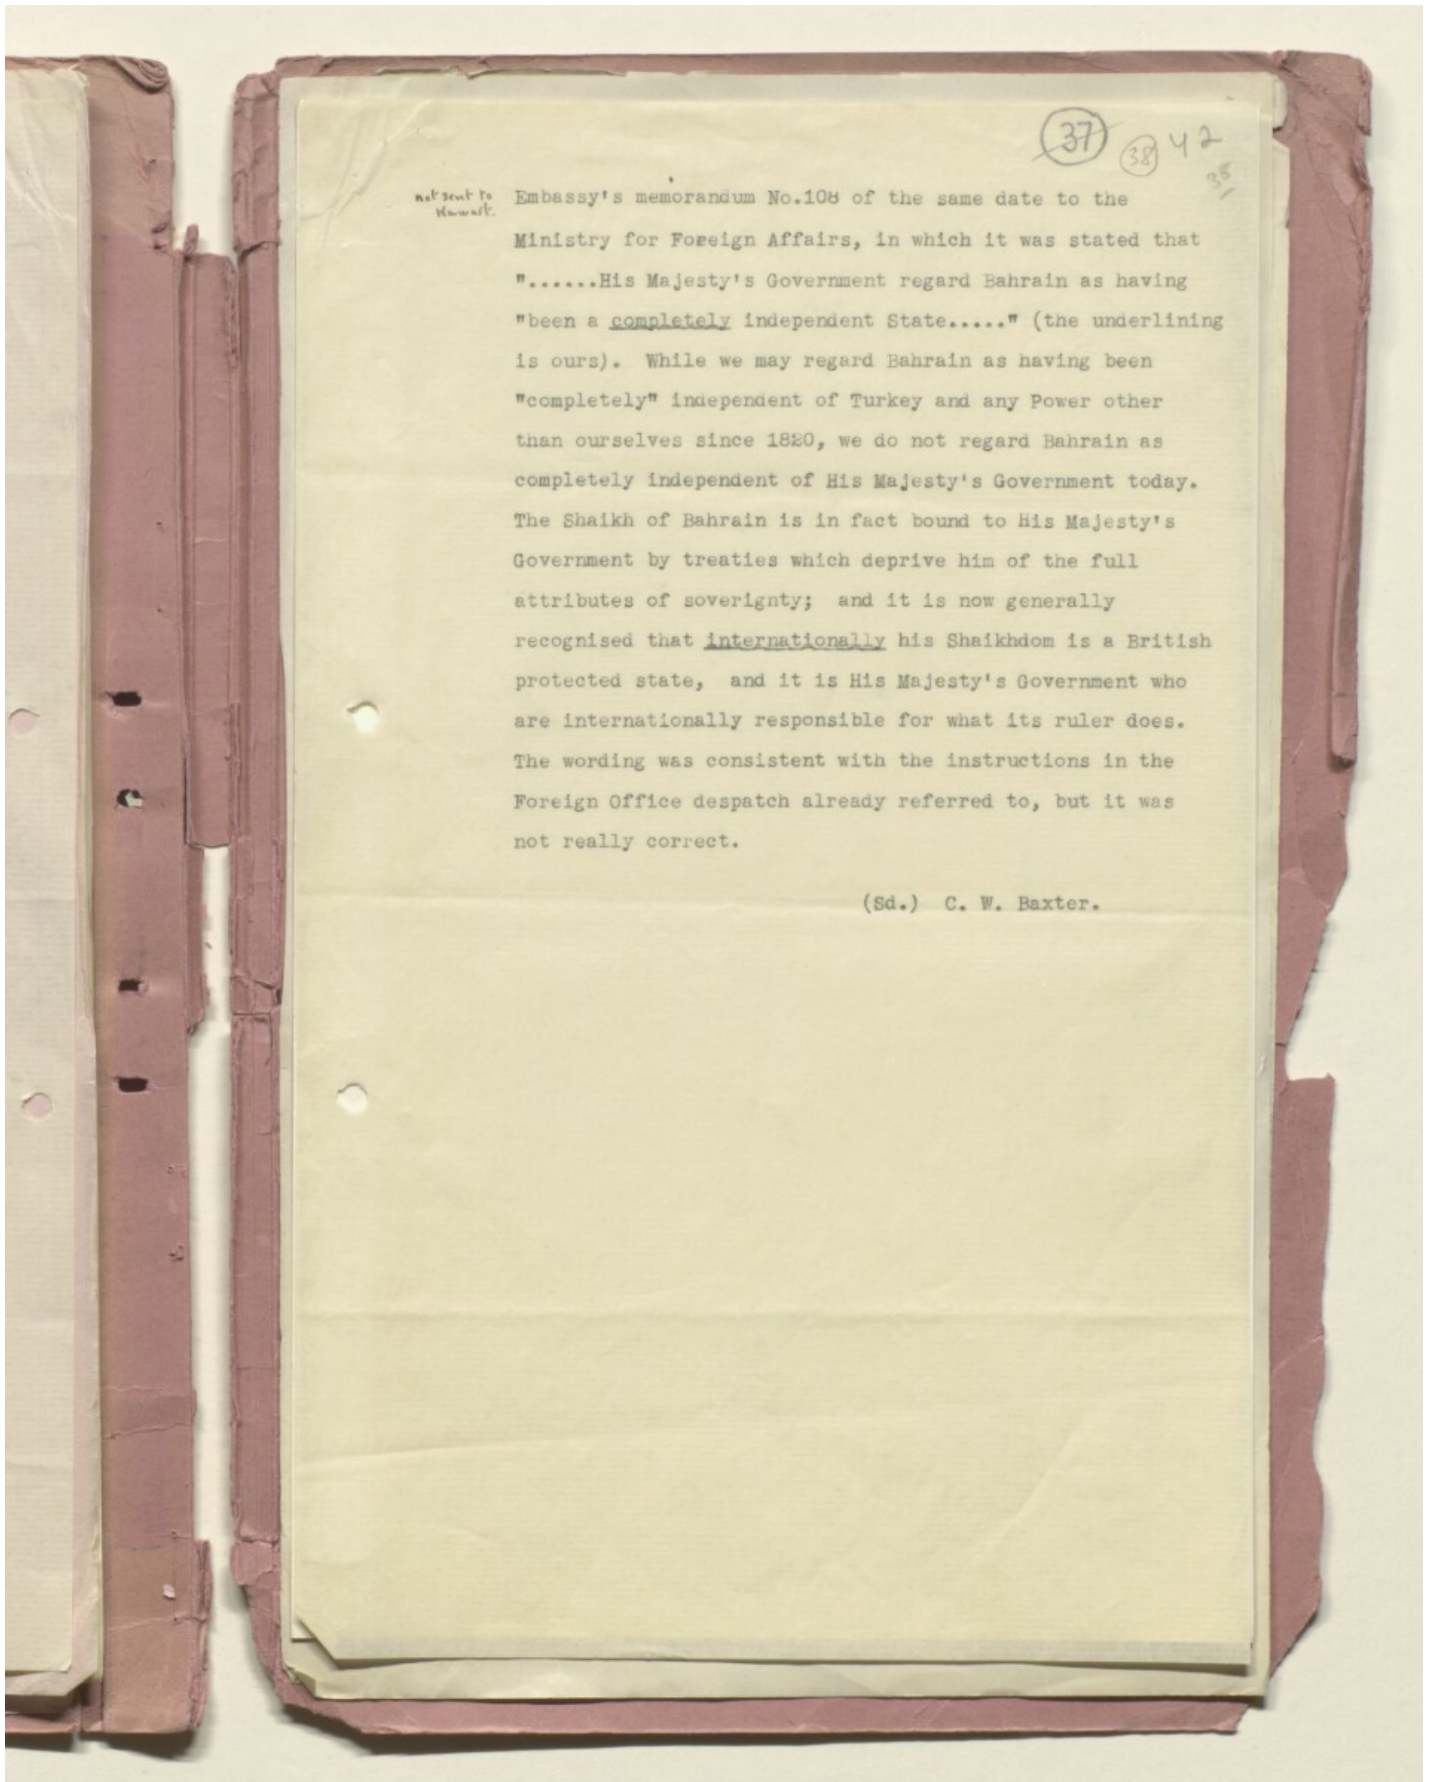 37
38
42
38
not sent to
Kuwait.
Embassy's memorandum No.108 of the same date to the
Ministry for Foreign Affairs, in which it was stated that
"......His Majesty's Government regard Bahrain as having
"been a completely independent State....." (the underlining
is ours).  While we may regard Bahrain as having been
"completely" independent of Turkey and any Power other
than ourselves since 1820, we do not regard Bahrain as
completely independent of His Majesty's Government today.
The Shaikh of Bahrain is in fact bound to His Majesty's
Government by treaties which deprive him of the full
attributes of soverignty;  and it is now generally
recognised that internationally his Shaikhdom is a British
protected state,  and it is His Majesty's Government who
are internationally responsible for what its ruler does.
The wording was consistent with the instructions in the
Foreign Office despatch already referred to, but it was
not really correct.
(Sd.)  C. W. Baxter.